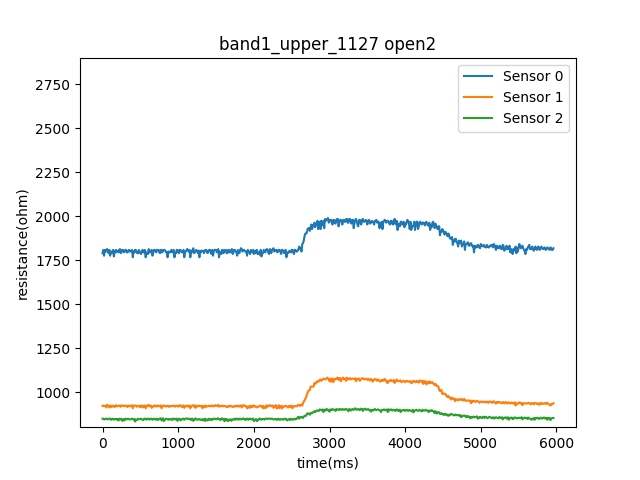 band1_upper_1127 open2
Sensor 0
Sensor 1
Sensor 2
resistance(ohm)
2750
2500
2250
2000
1750
1500
1250
1000
0 1000 2000 3000 4000 5000 6000
time(ms)